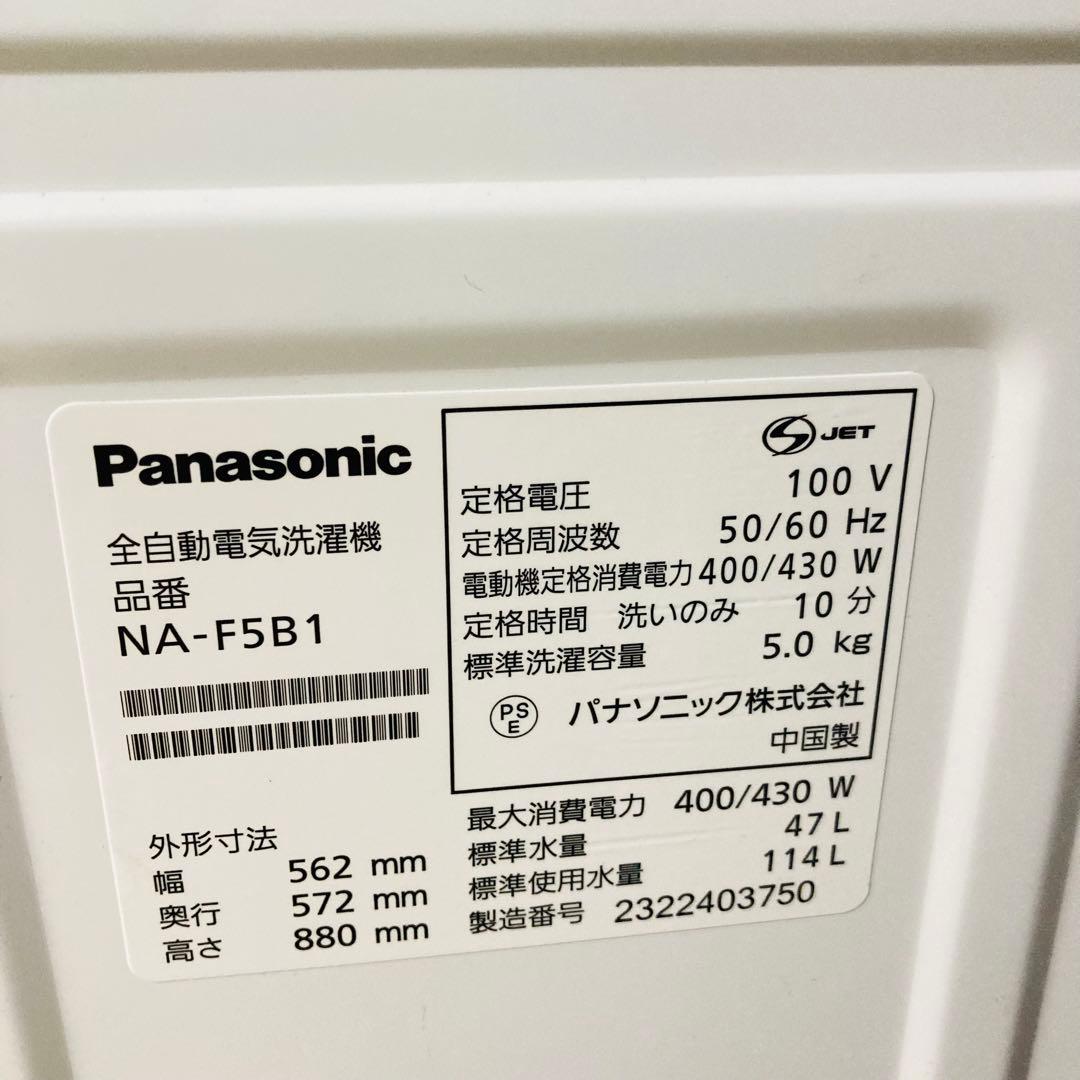 Panasonic
全自動電気洗濯機
品番
NA-F5B1
外形寸法
幅 562 mm
奥行 572 mm
高さ 880 mm
JET
定格電圧 100 V
定格周波数 50/60 Hz
電動機定格消費電力 400/430 W
定格時間 洗いのみ 10 分
標準洗濯容量 5.0 kg
PS
E
パナソニック株式会社
中国製
最大消費電力 400/430 W
標準水量 47 L
標準使用水量 114 L
製造番号 2322403750